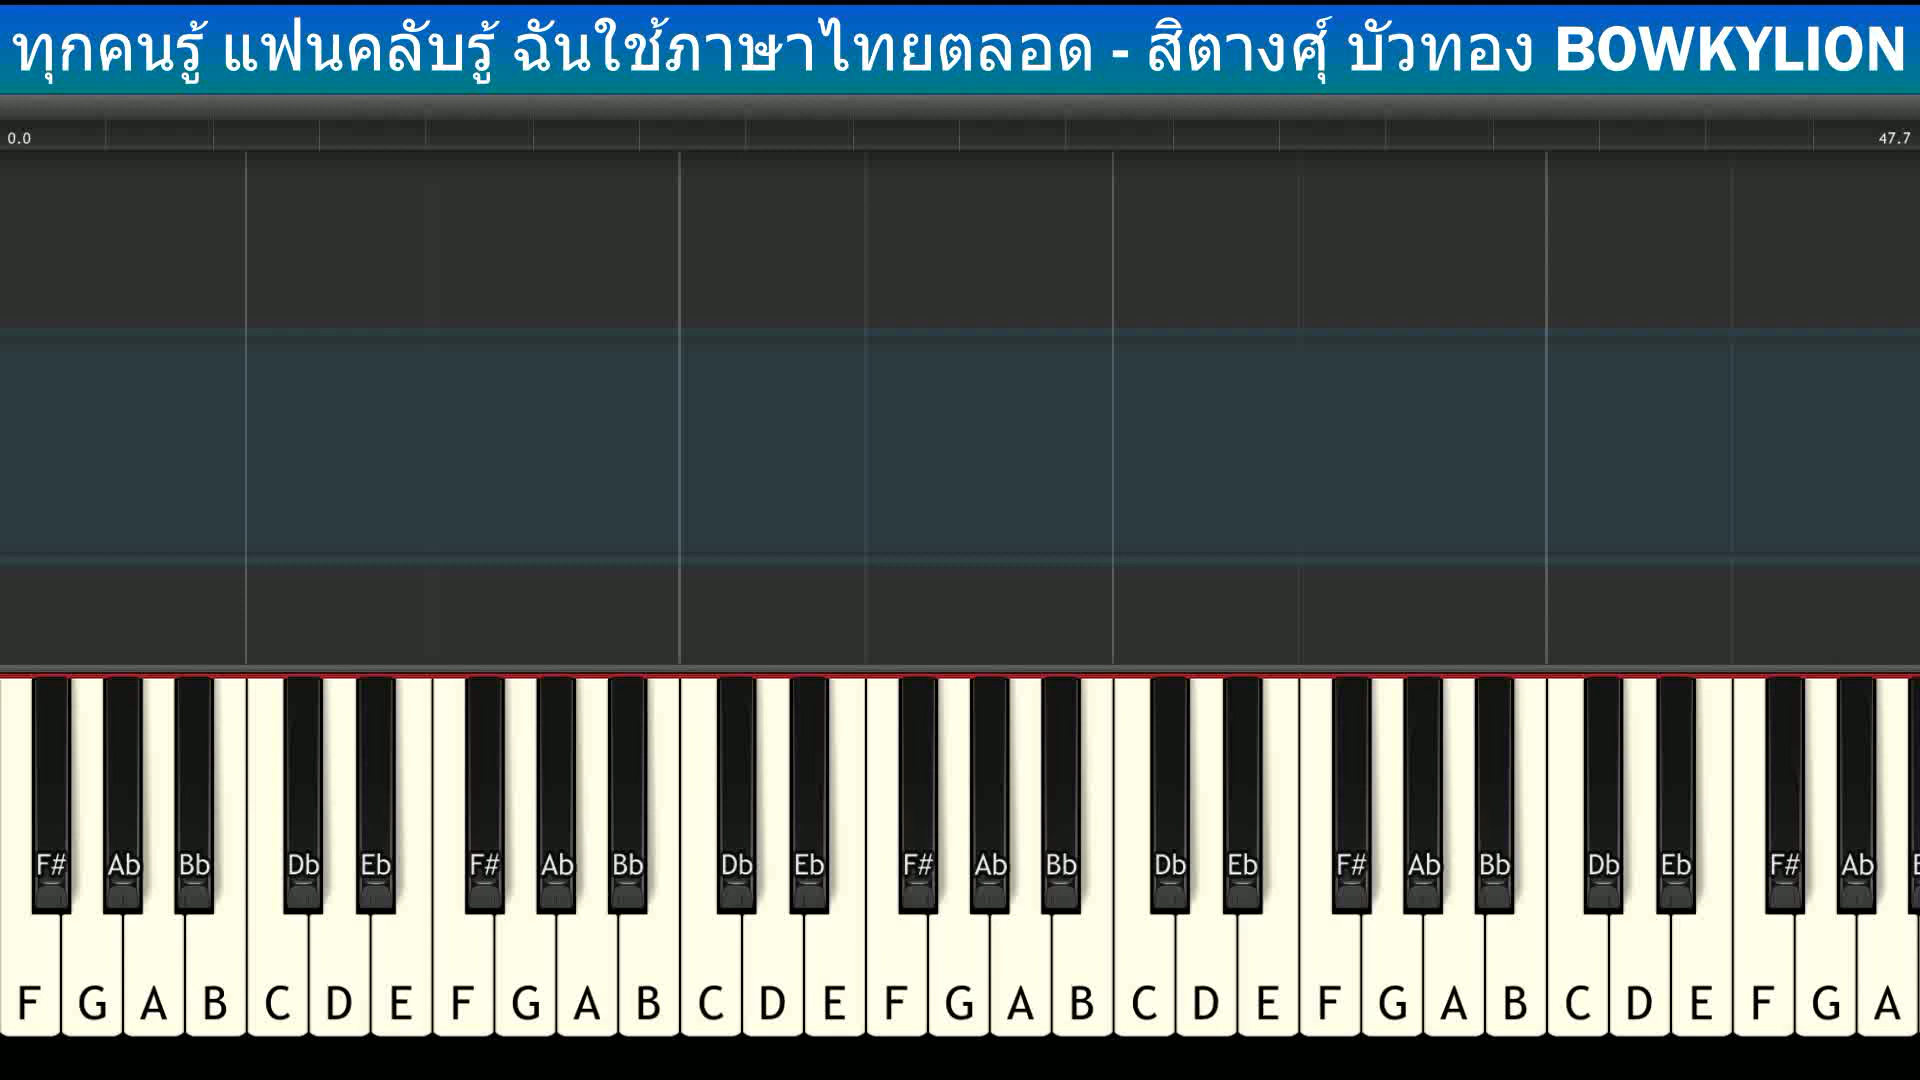 ทุกคนรู้ แฟนคลับรู้ ฉันใช้ภาษาไทยตลอด - สิตางศุ์ บัวทอง BOWKYLION
0.0 47.7
F# Ab Bb Db Eb F# Ab Bb Db Eb F# Ab Bb Db Eb F# Ab Bb Db Eb F# Ab
F G A B C D E F G A B C D E F G A B C D E F G A B C D E F G A